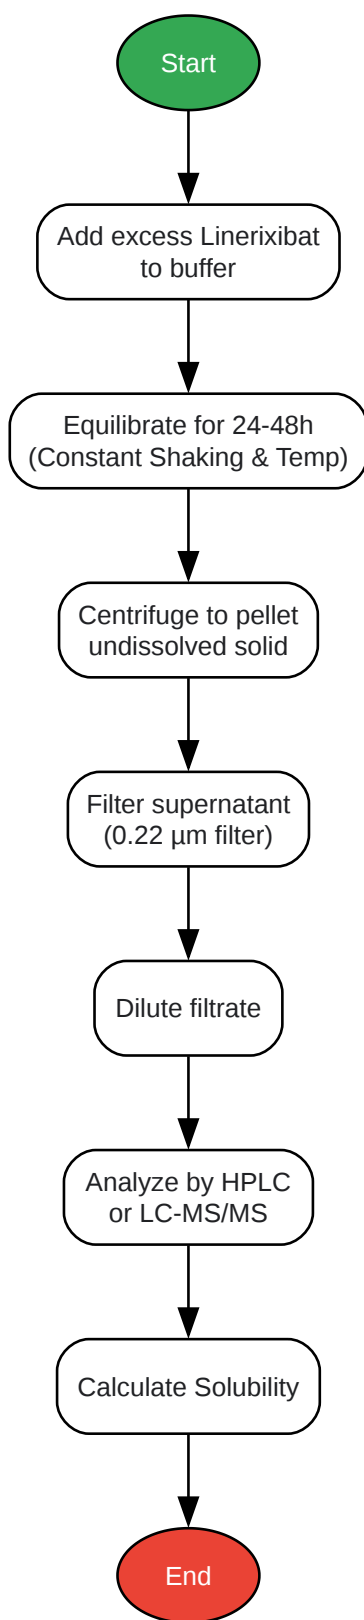 Start
Add excess Linerixibat
to buffer
Equilibrate for 24-48h
(Constant Shaking & Temp)
Centrifuge to pellet
undissolved solid
Filter supernatant
(0.22 µm filter)
Dilute filtrate
Analyze by HPLC
or LC-MS/MS
Calculate Solubility
End